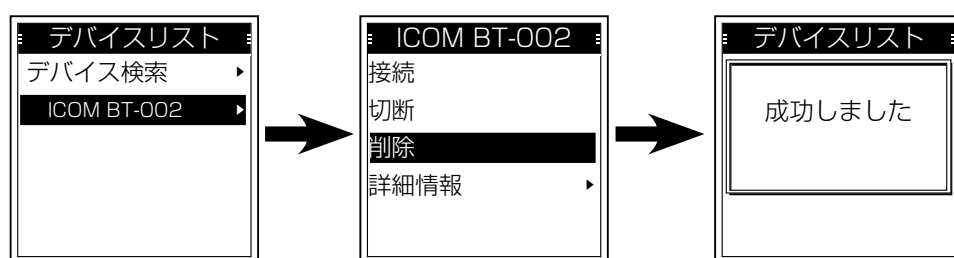 デバイスリスト
デバイス検索
ICOM BT-002
ICOM BT-002
接続
切断
削除
詳細情報
デバイスリスト
成功しました